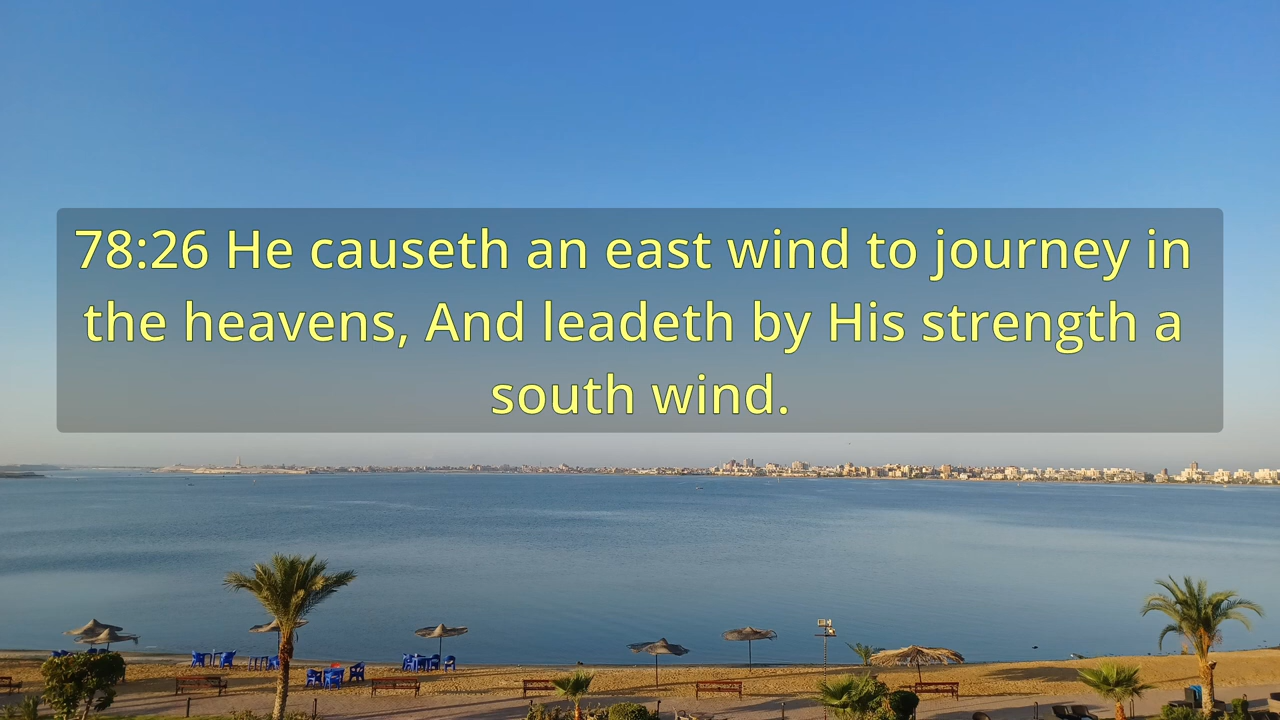 78:26 He causeth an east wind to journey in
the heavens, And leadeth by His strength a
south wind.